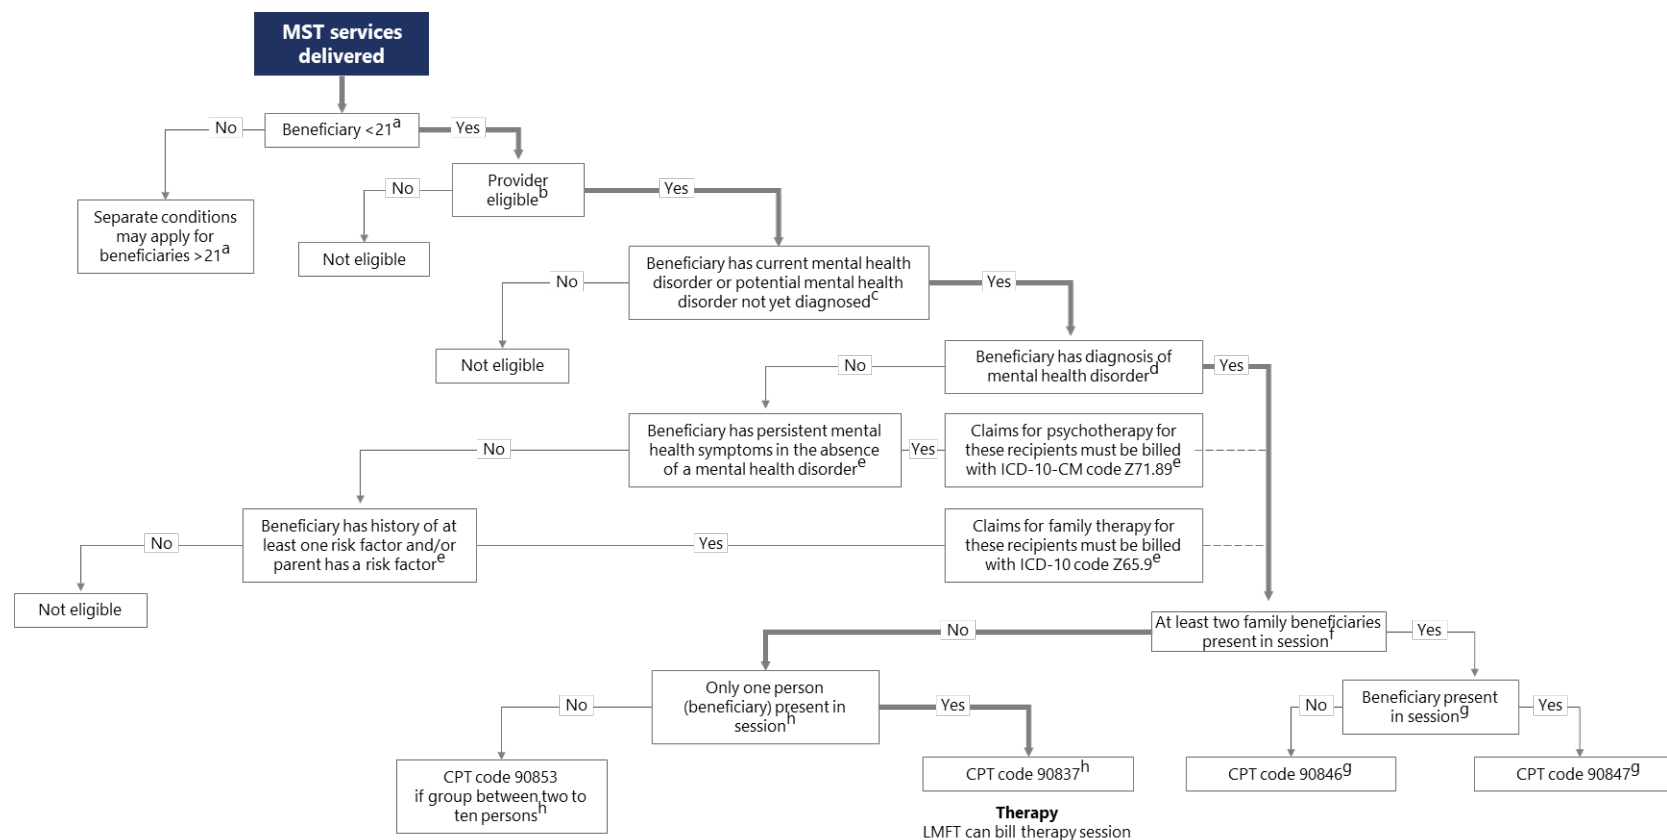 MST services
delivered
No
Beneficiary <21a
Yes
Provider
eligibleb
No
Yes
Separate conditions
may apply for
beneficiaries >21a
Not eligible
Beneficiary has current mental health
disorder or potential mental health
disorder not yet diagnosedc
No
Yes
Not eligible
Beneficiary has diagnosis of
mental health disorderd
No
Yes
Beneficiary has persistent mental
health symptoms in the absence
of a mental health disordere
No
Yes
Claims for psychotherapy for
these recipients must be billed
with ICD-10-CM code Z71.89e
Beneficiary has history of at
least one risk factor and/or
parent has a risk factore
No
Yes
Claims for family therapy for
these recipients must be billed
with ICD-10 code Z65.9e
Not eligible
At least two family beneficiaries
present in sessionf
No
Yes
Only one person
(beneficiary) present in
sessionh
No
Yes
Beneficiary present
in sessiong
No
Yes
CPT code 90853
if group between two to
ten personsh
CPT code 90837h
CPT code 90846g
CPT code 90847g
Therapy
LMFT can bill therapy session